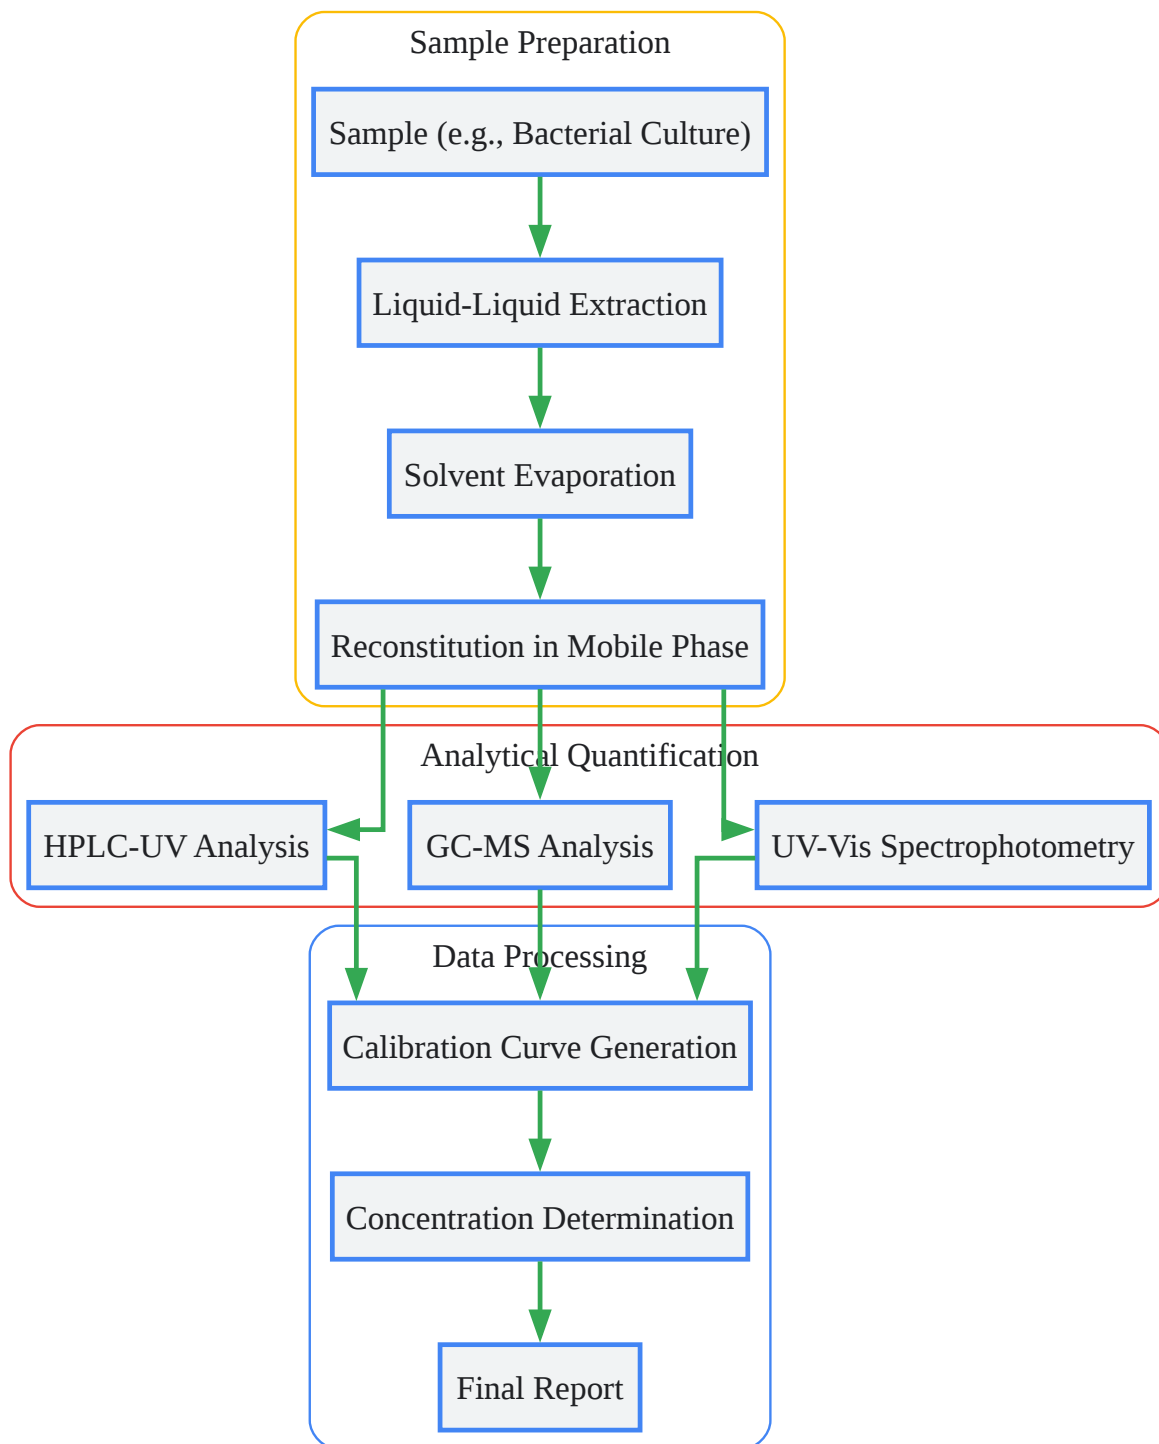 Sample Preparation
Sample (e.g., Bacterial Culture)
Liquid-Liquid Extraction
Solvent Evaporation
Reconstitution in Mobile Phase
Analytical Quantification
HPLC-UV Analysis
GC-MS Analysis
UV-Vis Spectrophotometry
Data Processing
Calibration Curve Generation
Concentration Determination
Final Report